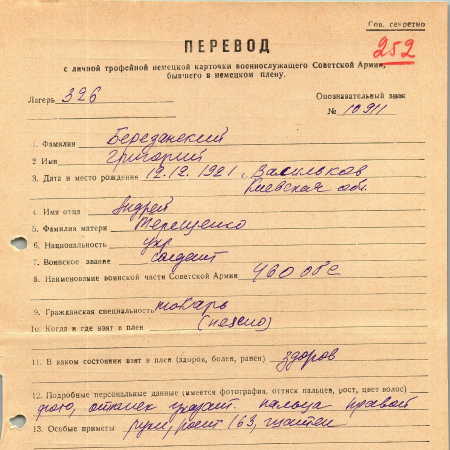 Сов. секретно
ПЕРЕВОД
252
с личной трофейной немецкой карточки военнослужащего Советской Армии,
бывшего в немецком плену.
Лагерь 326
Опознавательный знак
№ 10911
1. Фамилия Березанский
2 Имя Григорий
3. Дата и место рождения 12.12.1921 г. Васильков
Киевская обл.
4. Имя отца Андрей
5. Фамилия матери Терещенко
6. Национальность укр
7. Воинское звание солдат
8. Наименование воинской части Советской Армии 460 обс
9. Гражданская специальность токарь
10. Когда и где взят в плен
11. В каком состоянии взят в плен (здоров, болен, ранен) здоров
12. Подробные персональные данные (имеется фотография, оттиск пальцев, рост, цвет волос)
фото, оттиск указат. пальца правой
13. Особые приметы руки, рост 163, шатен